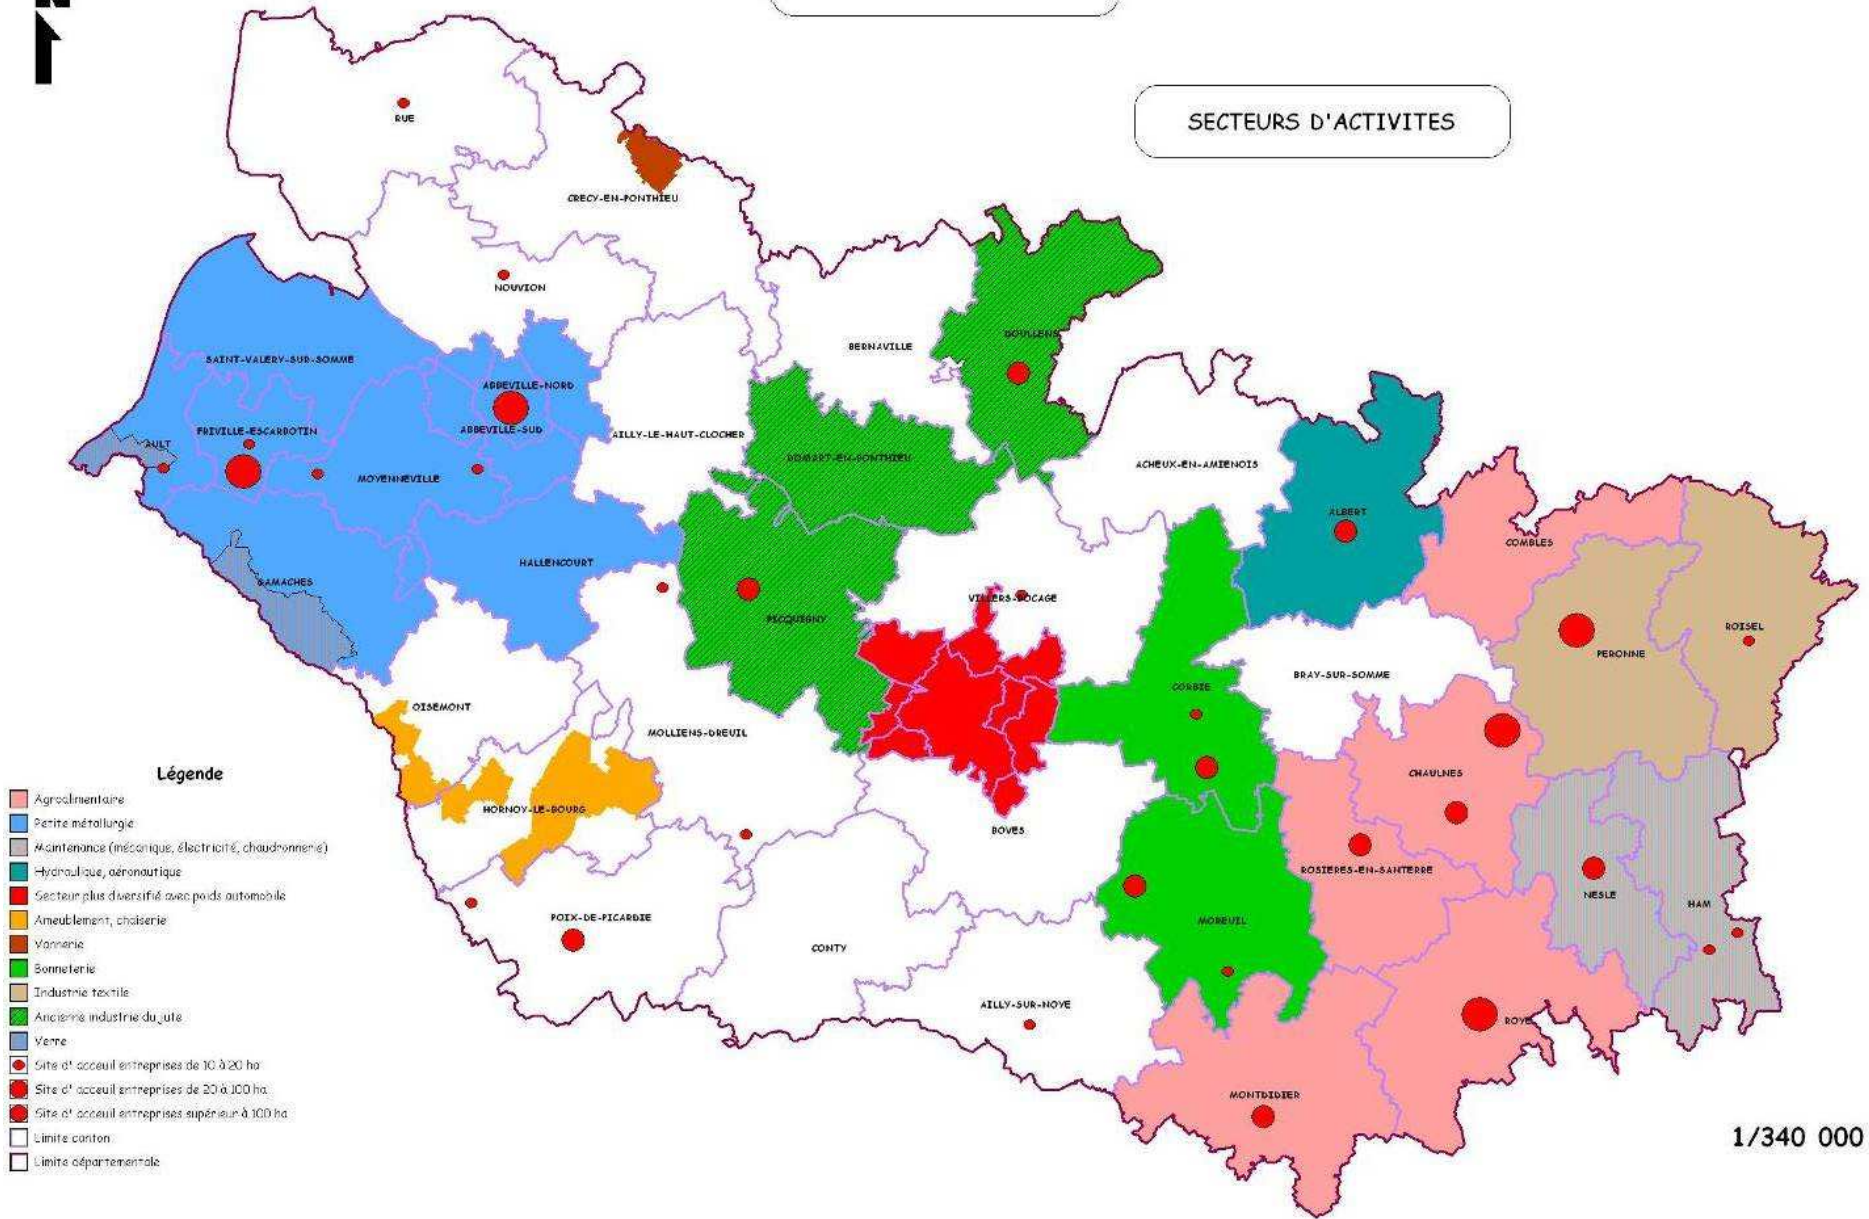 N
SECTEURS D'ACTIVITES
RUE
CRECY-EN-PONTHIEU
NOUVION
BERNAVILLE
DOULLENS
SAINT-VALERY-SUR-SOMME
ABBEVILLE-NORD
FRIVILLE-ESCARBOTIN
ABBEVILLE-SUD
AILLY-LE-HAUT-CLOCHER
AULT
DOMART-EN-PONTHIEU
ACHEUX-EN-AMIENOIS
MOYENNEVILLE
ALBERT
COMBLES
HALLENCOURT
GAMACHES
VILLERS-BOCAGE
PICQUIGNY
ROISEL
PERONNE
BRAY-SUR-SOMME
CORBIE
OISEMONT
MOLLIENS-DREUIL
CHAULNES
HORNOY-LE-BOURG
BOVES
ROSIERES-EN-SANTERRE
NESLE
HAM
POIX-DE-PICARDIE
MOREUIL
CONTY
AILLY-SUR-NOYE
ROYE
MONTDIDIER
Légende
Agroalimentaire
Petite métallurgie
Maintenance (mécanique, électricité, chaudronnerie)
Hydraulique, aéronautique
Secteur plus diversifié avec poids automobile
Ameublement, chaiserie
Vannerie
Bonneterie
Industrie textile
Ancienne industrie du jute
Verre
Site d' acceuil entreprises de 10 à 20 ha
Site d' acceuil entreprises de 20 à 100 ha
Site d' acceuil entreprises supérieur à 100 ha
Limite canton
Limite départementale
1/340 000